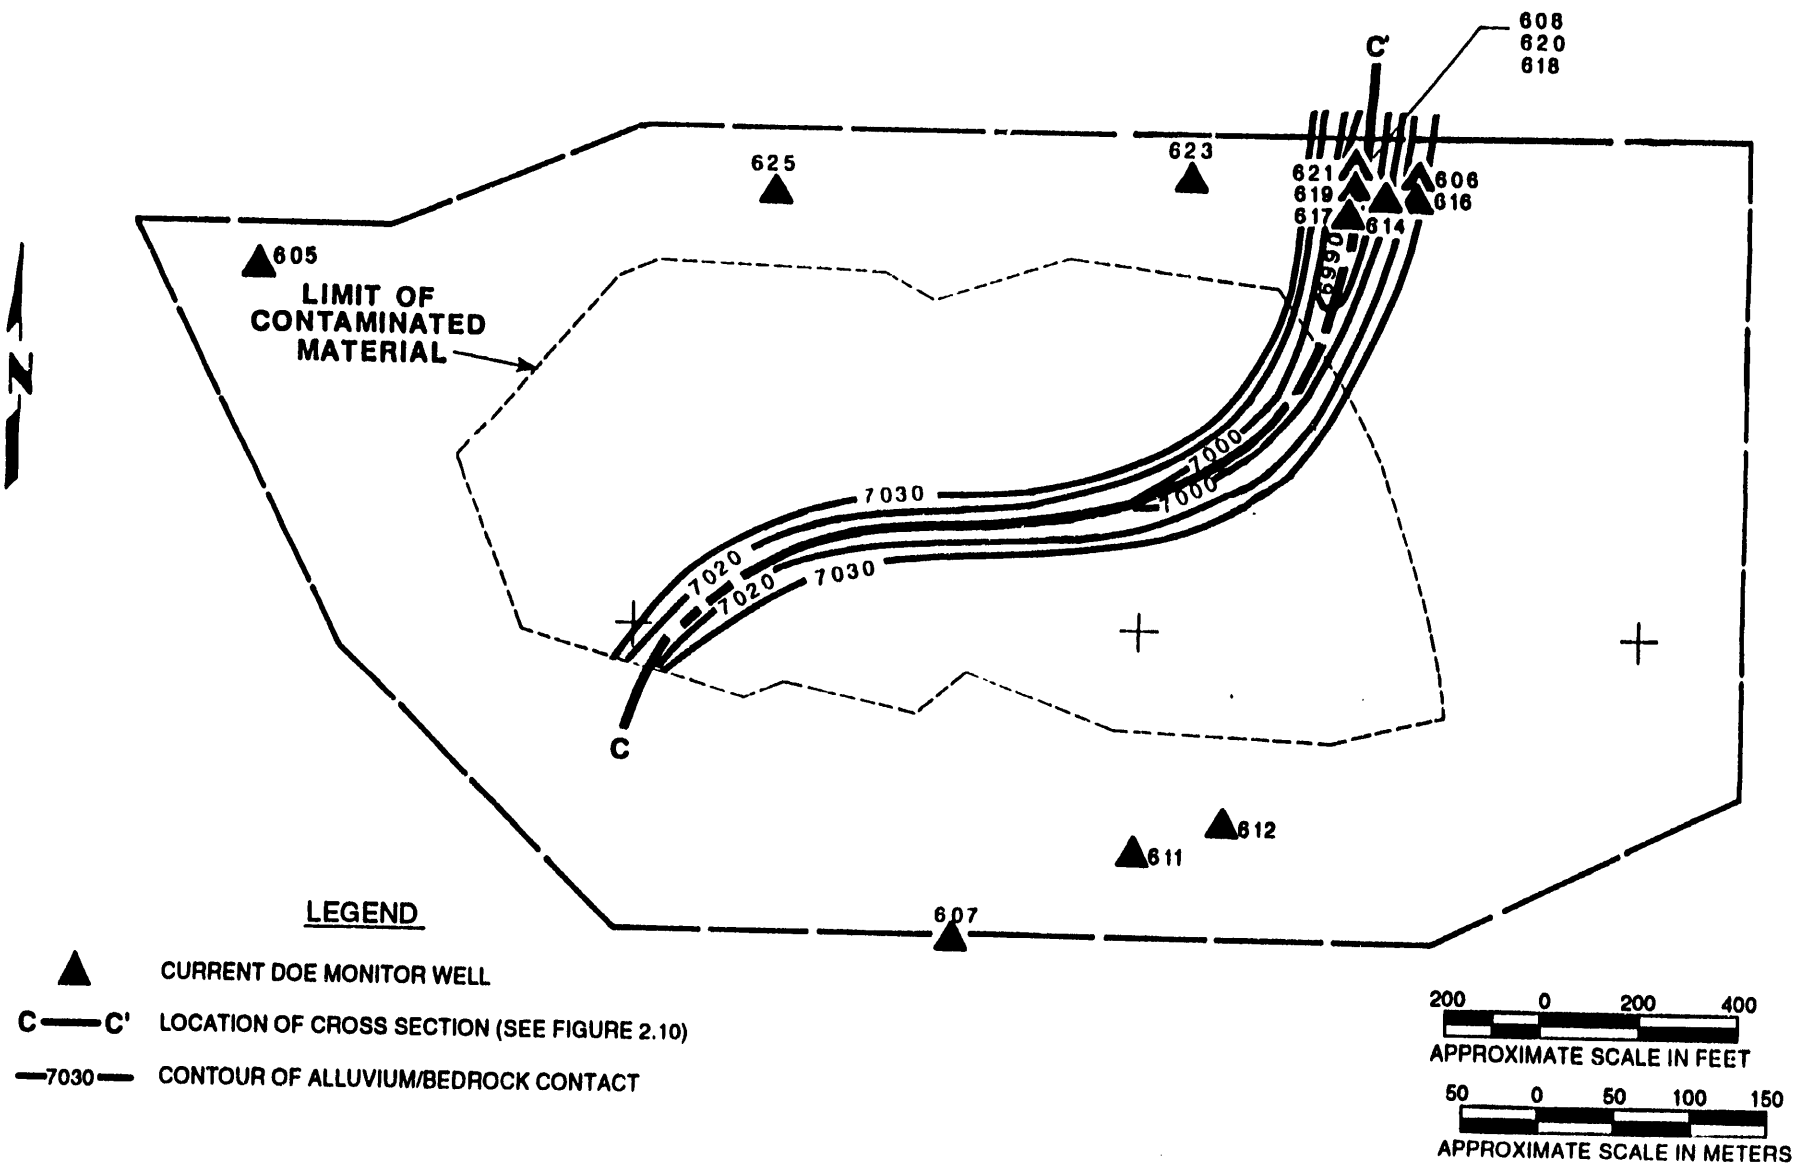 608
620
618
C'
625
623
621
619
617
614
606
616
605
LIMIT OF
CONTAMINATED
MATERIAL
N
6990
7000
7000
7030
7020
7020
7030
C
612
611
607
LEGEND
CURRENT DOE MONITOR WELL
C C' LOCATION OF CROSS SECTION (SEE FIGURE 2.10)
7030 CONTOUR OF ALLUVIUM/BEDROCK CONTACT
200 0 200 400
APPROXIMATE SCALE IN FEET
50 0 50 100 150
APPROXIMATE SCALE IN METERS